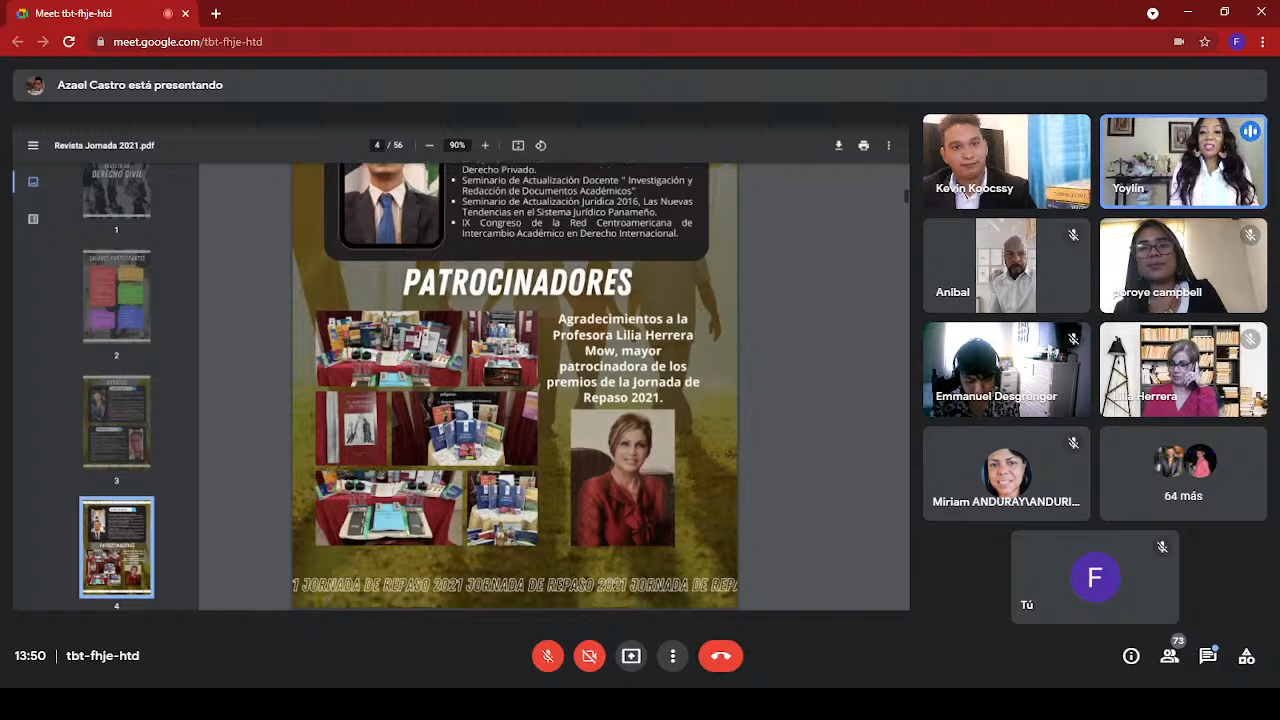 Meet: tbt-fhje-htd
meet.google.com/tbt-fhje-htd
F
Azael Castro está presentando
Revista Jornada 2021.pdf
4 / 56
90%
DERECHO CIVIL
1
2
3
PATROCINADORES
4
Derecho Privado.
Seminario de Actualización Docente " Investigación y
Redacción de Documentos Académicos"
Seminario de Actualización Jurídica 2016, Las Nuevas
Tendencias en el Sistema Jurídico Panameño.
IX Congreso de la Red Centroamericana de
Intercambio Académico en Derecho Internacional.
PATROCINADORES
Agradecimientos a la
Profesora Lilia Herrera
Mow, mayor
patrocinadora de los
premios de la Jornada de
Repaso 2021.
1 JORNADA DE REPASO 2021 JORNADA DE REPASO 2021 JORNADA DE REPA
Kevin Koocssy
Yoylín
Anibal
poroye campbell
Emmanuel Desgrenger
Lilia Herrera
Miriam ANDURAY\ANDURI...
64 más
F
Tú
13:50
tbt-fhje-htd
73